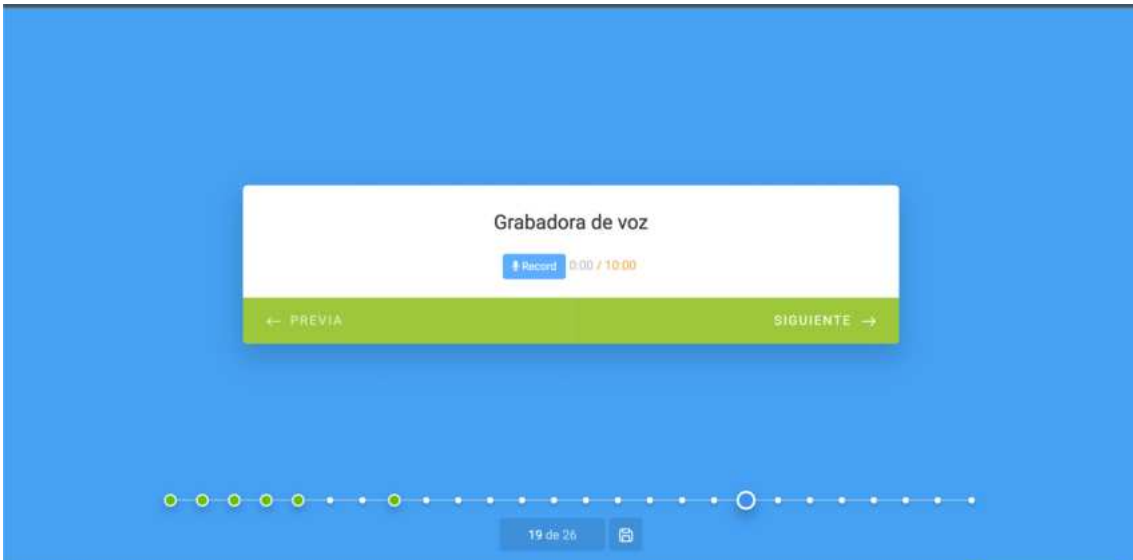 Grabadora de voz
Record 0:00 / 10:00
← PREVIA
SIGUIENTE →
19 de 26